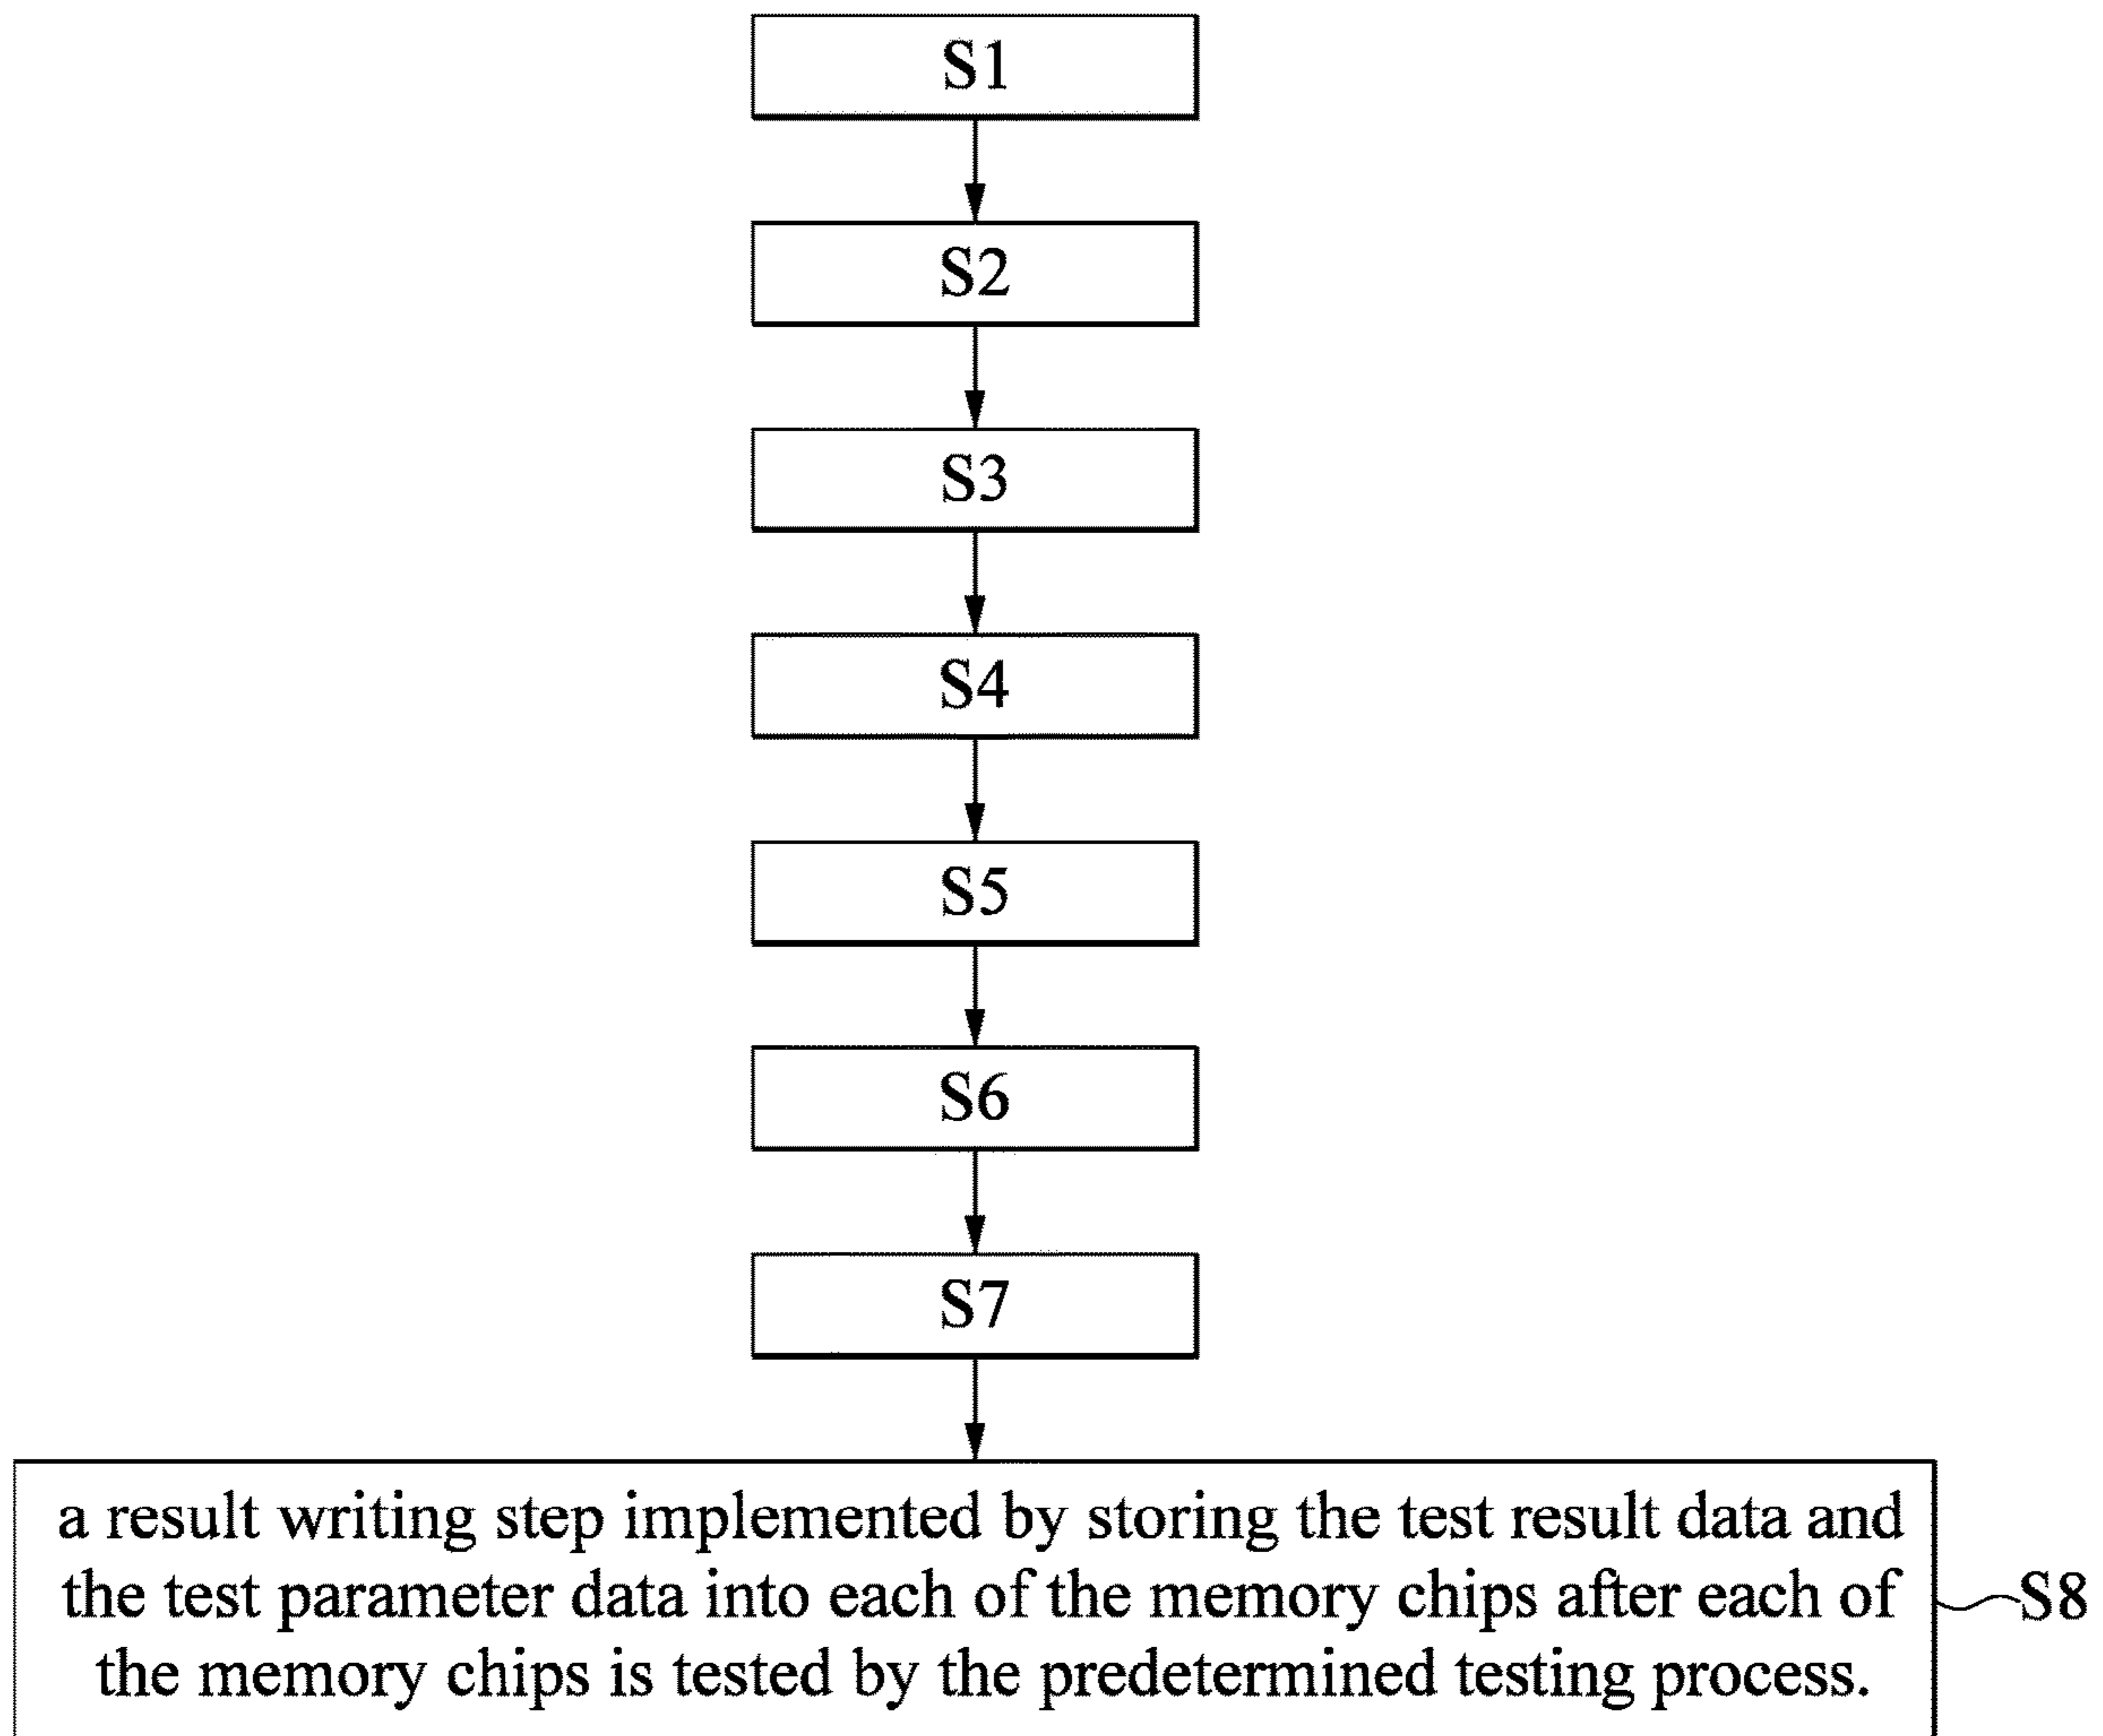 S1
S2
S3
S4
S5
S6
S7
a result writing step implemented by storing the test result data and
the test parameter data into each of the memory chips after each of
the memory chips is tested by the predetermined testing process.
S8